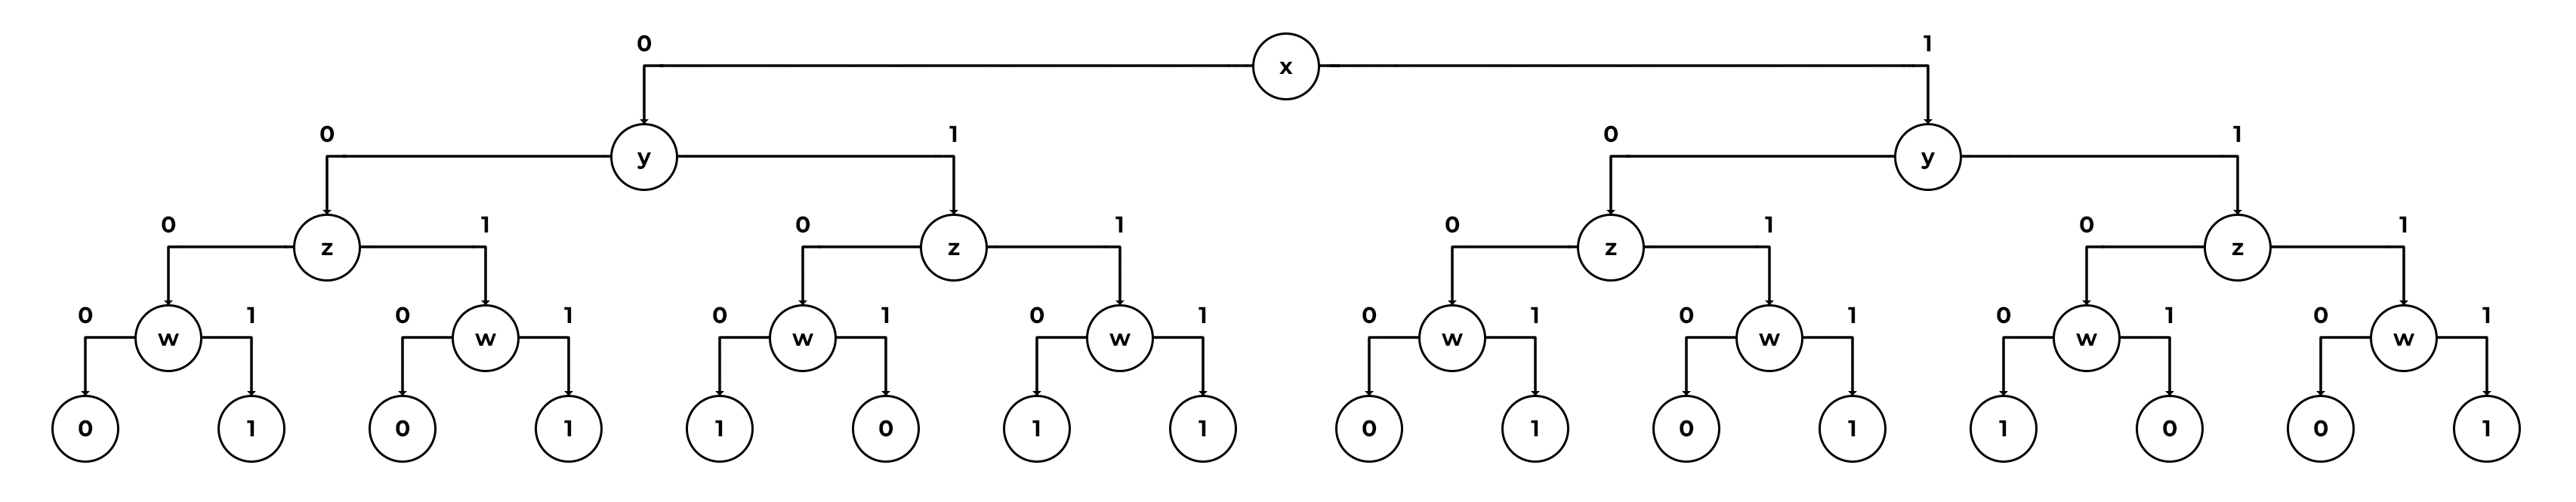 0 x 1
0 y 1 0 y 1
0 z 1 0 z 1 0 z 1 0 z 1
0 w 1 0 w 1 0 w 1 0 w 1 0 w 1 0 w 1 0 w 1 0 w 1
0 1 0 1 1 0 1 1 0 1 0 1 1 0 0 1